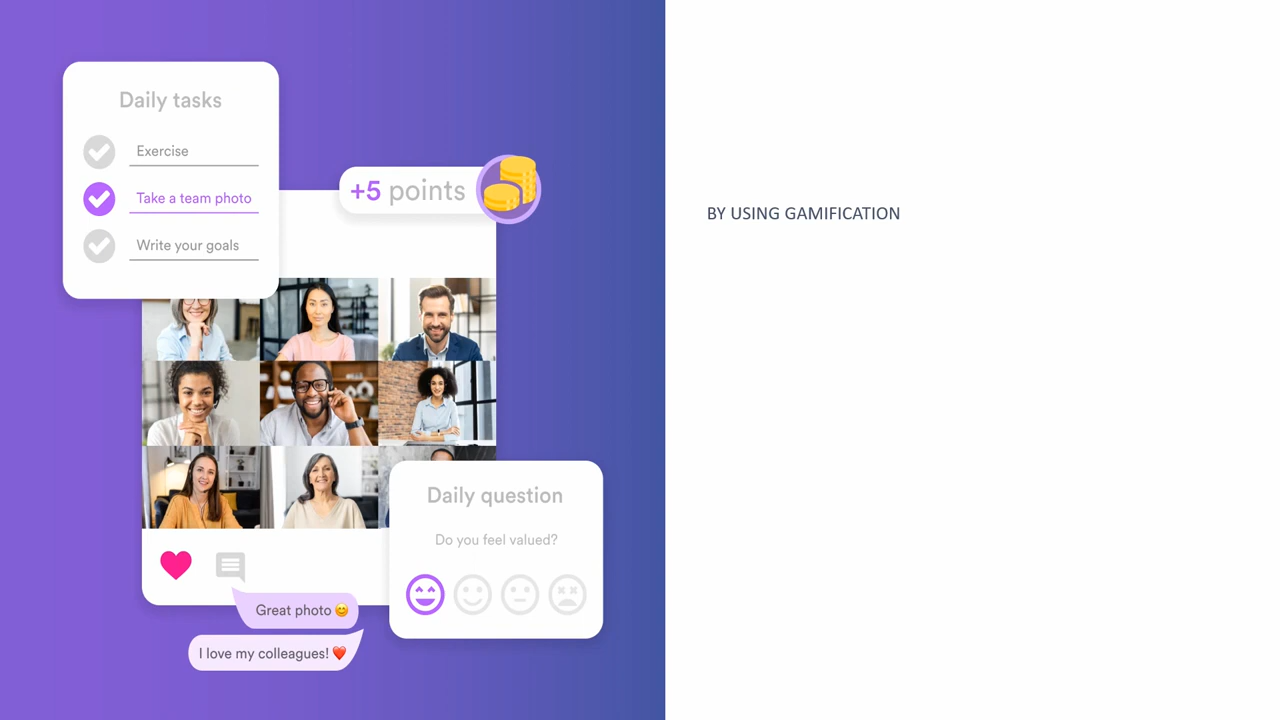 Daily tasks
Exercise
Take a team photo
Write your goals
+5 points
Daily question
Do you feel valued?
Great photo 😊
I love my colleagues! ❤️
BY USING GAMIFICATION